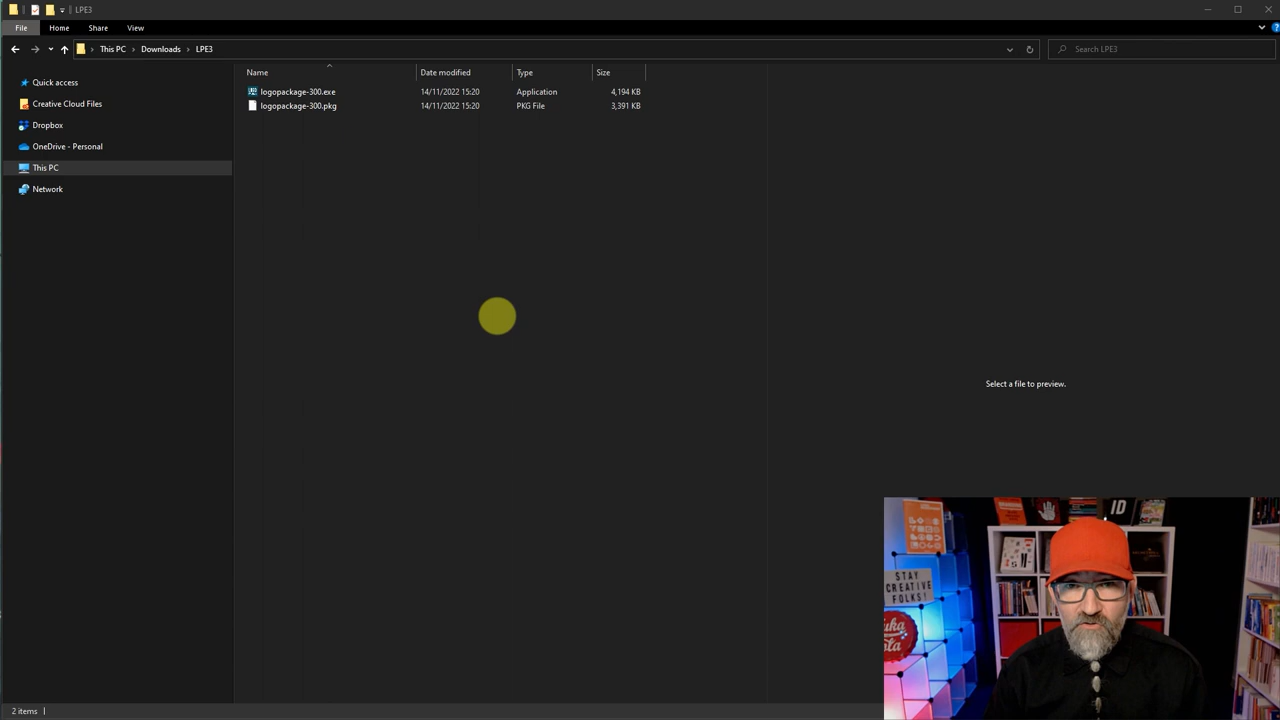 LPE3
File Home Share View
This PC Downloads LPE3
Search LPE3
Name Date modified Type Size
Quick access
Creative Cloud Files
Dropbox
OneDrive - Personal
This PC
Network
logopackage-300.exe 14/11/2022 15:20 Application 4,194 KB
logopackage-300.pkg 14/11/2022 15:20 PKG File 3,391 KB
Select a file to preview.
ID
STAY
CREATIVE
FOLKS!
2 items